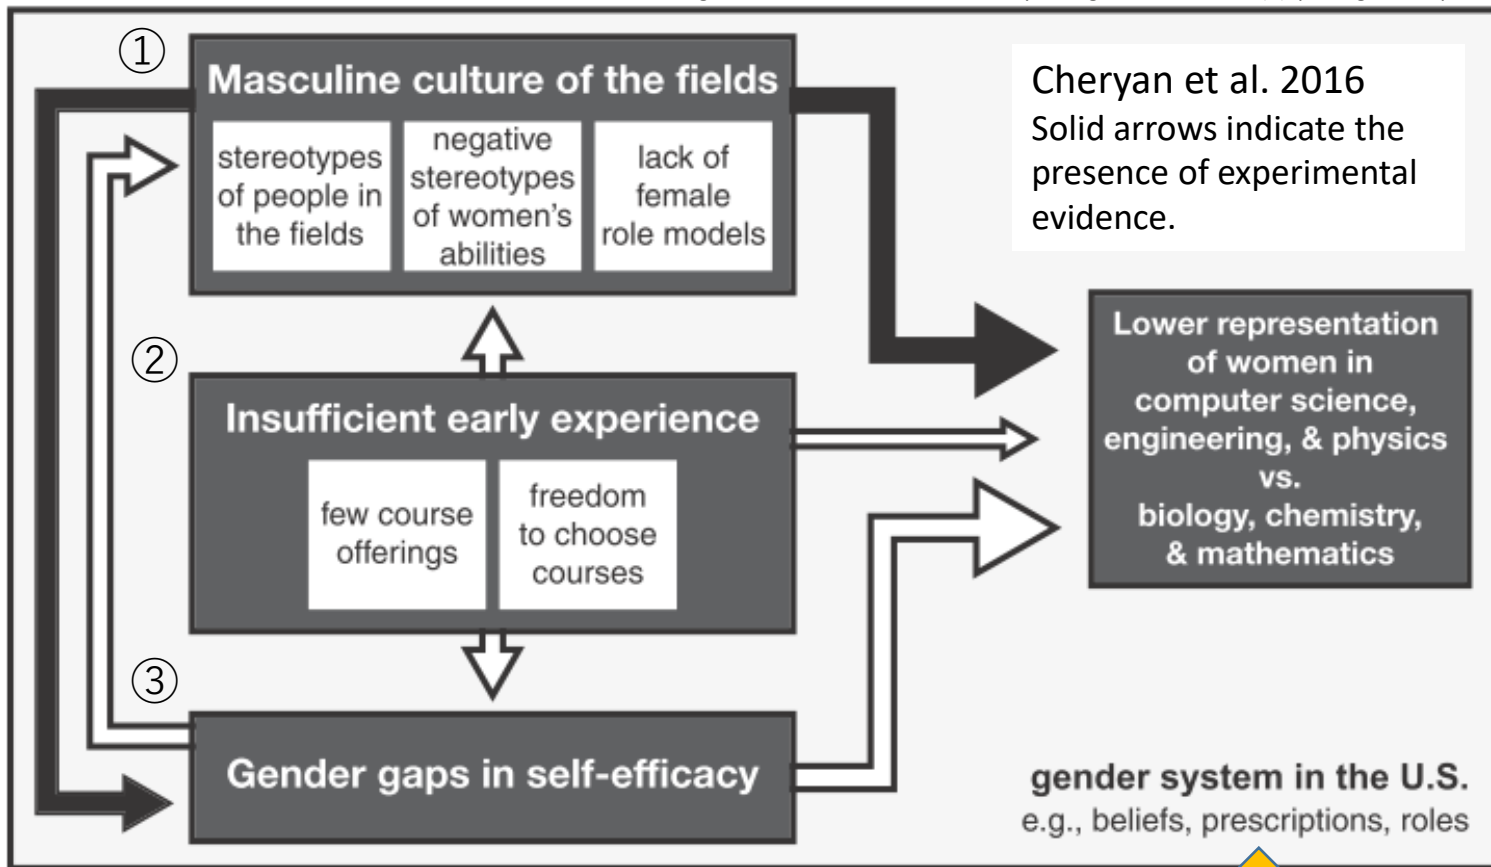 ①
Masculine culture of the fields
stereotypes
of people in
the fields
negative
stereotypes
of women's
abilities
lack of
female
role models
Cheryan et al. 2016
Solid arrows indicate the
presence of experimental
evidence.
②
Insufficient early experience
few course
offerings
freedom
to choose
courses
Lower representation
of women in
computer science,
engineering, & physics
vs.
biology, chemistry,
& mathematics
③
Gender gaps in self-efficacy
gender system in the U.S.
e.g., beliefs, prescriptions, roles